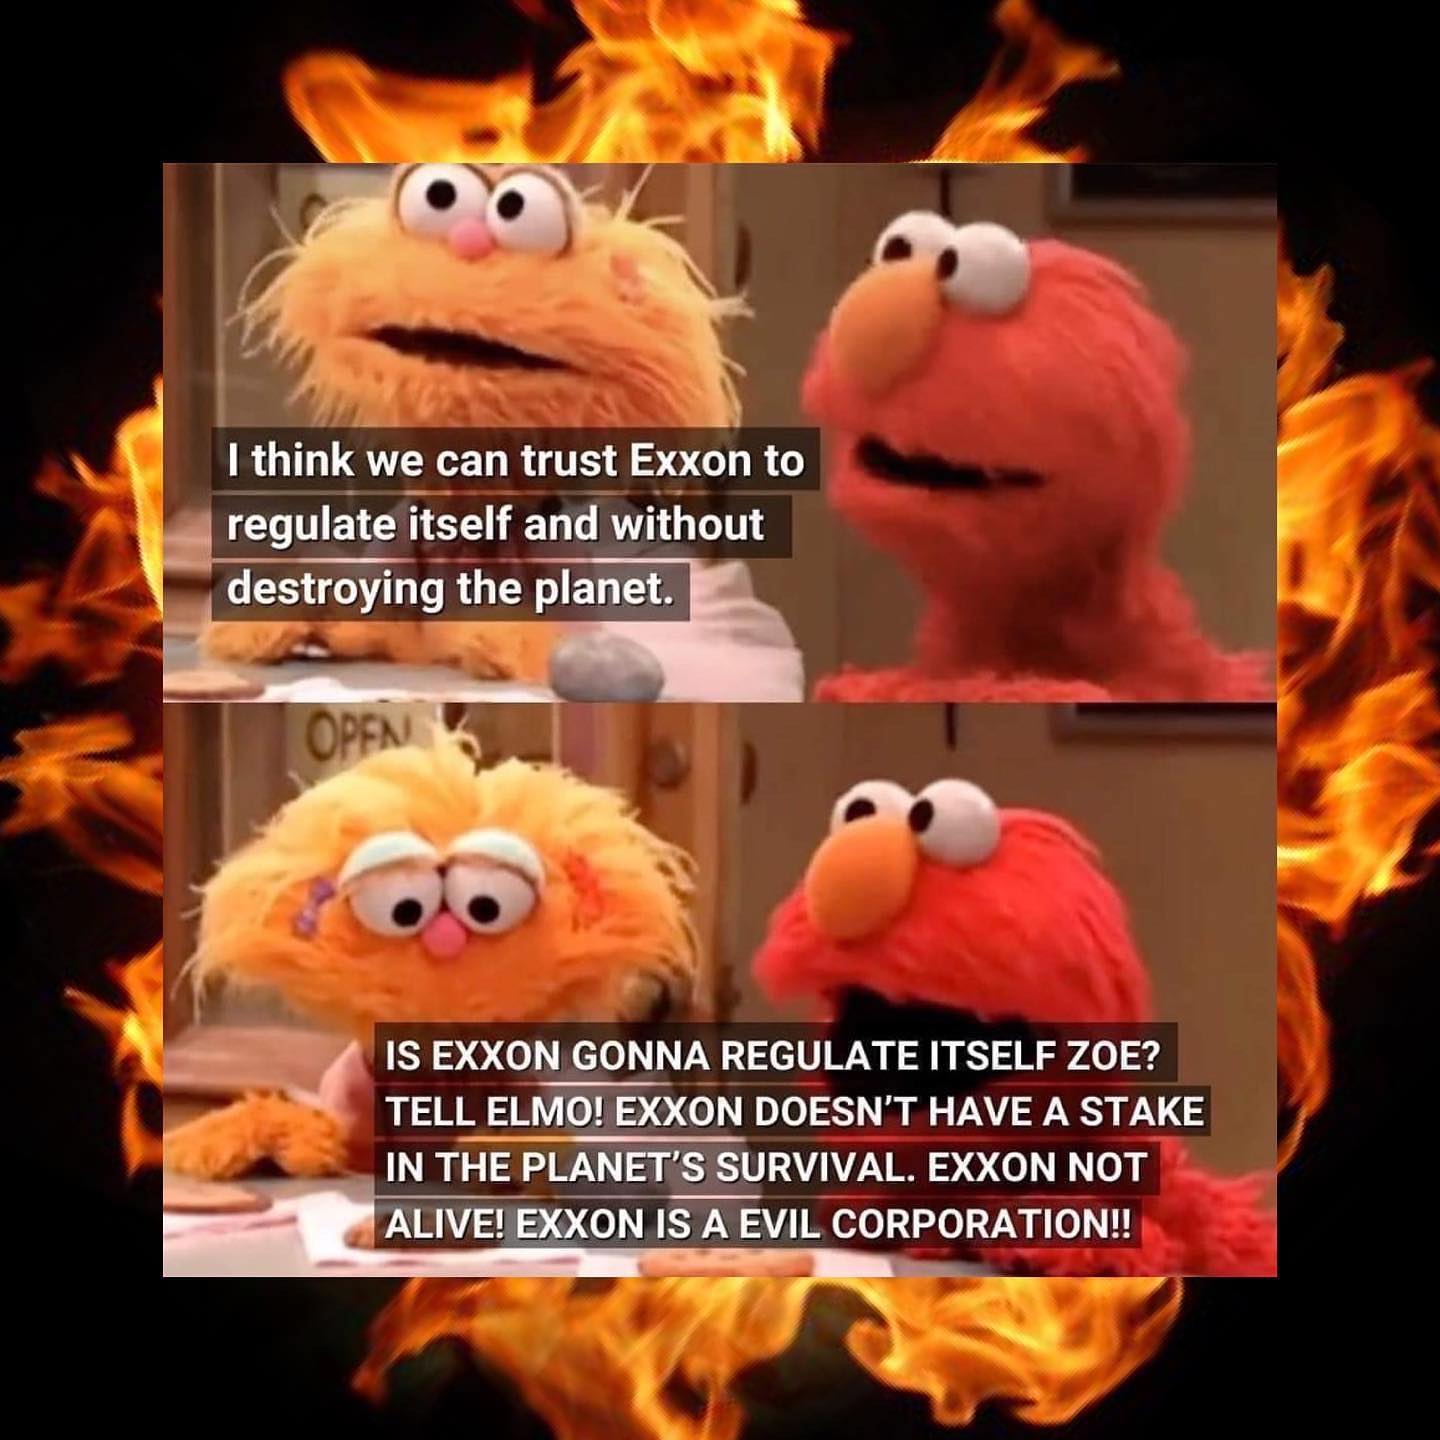 I think we can trust Exxon to
regulate itself and without
destroying the planet.
OPEN
IS EXXON GONNA REGULATE ITSELF ZOE?
TELL ELMO! EXXON DOESN'T HAVE A STAKE
IN THE PLANET'S SURVIVAL. EXXON NOT
ALIVE! EXXON IS A EVIL CORPORATION!!